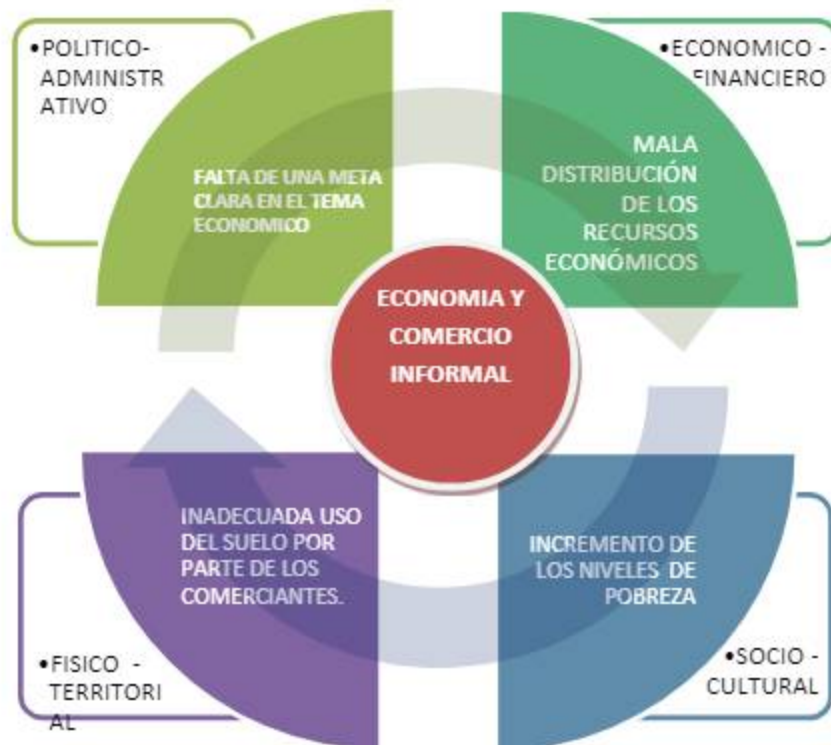 •POLITICO-
ADMINISTR
ATIVO
FALTA DE UNA META
CLARA EN EL TEMA
ECONOMICO
•ECONOMICO -
FINANCIERO
MALA
DISTRIBUCIÓN
DE LOS
RECURSOS
ECONÓMICOS
ECONOMIA Y
COMERCIO
INFORMAL
INADECUADA USO
DEL SUELO POR
PARTE DE LOS
COMERCIANTES.
•FISICO -
TERRITORI
AL
INCREMENTO DE
LOS NIVELES DE
POBREZA
•SOCIO -
CULTURAL